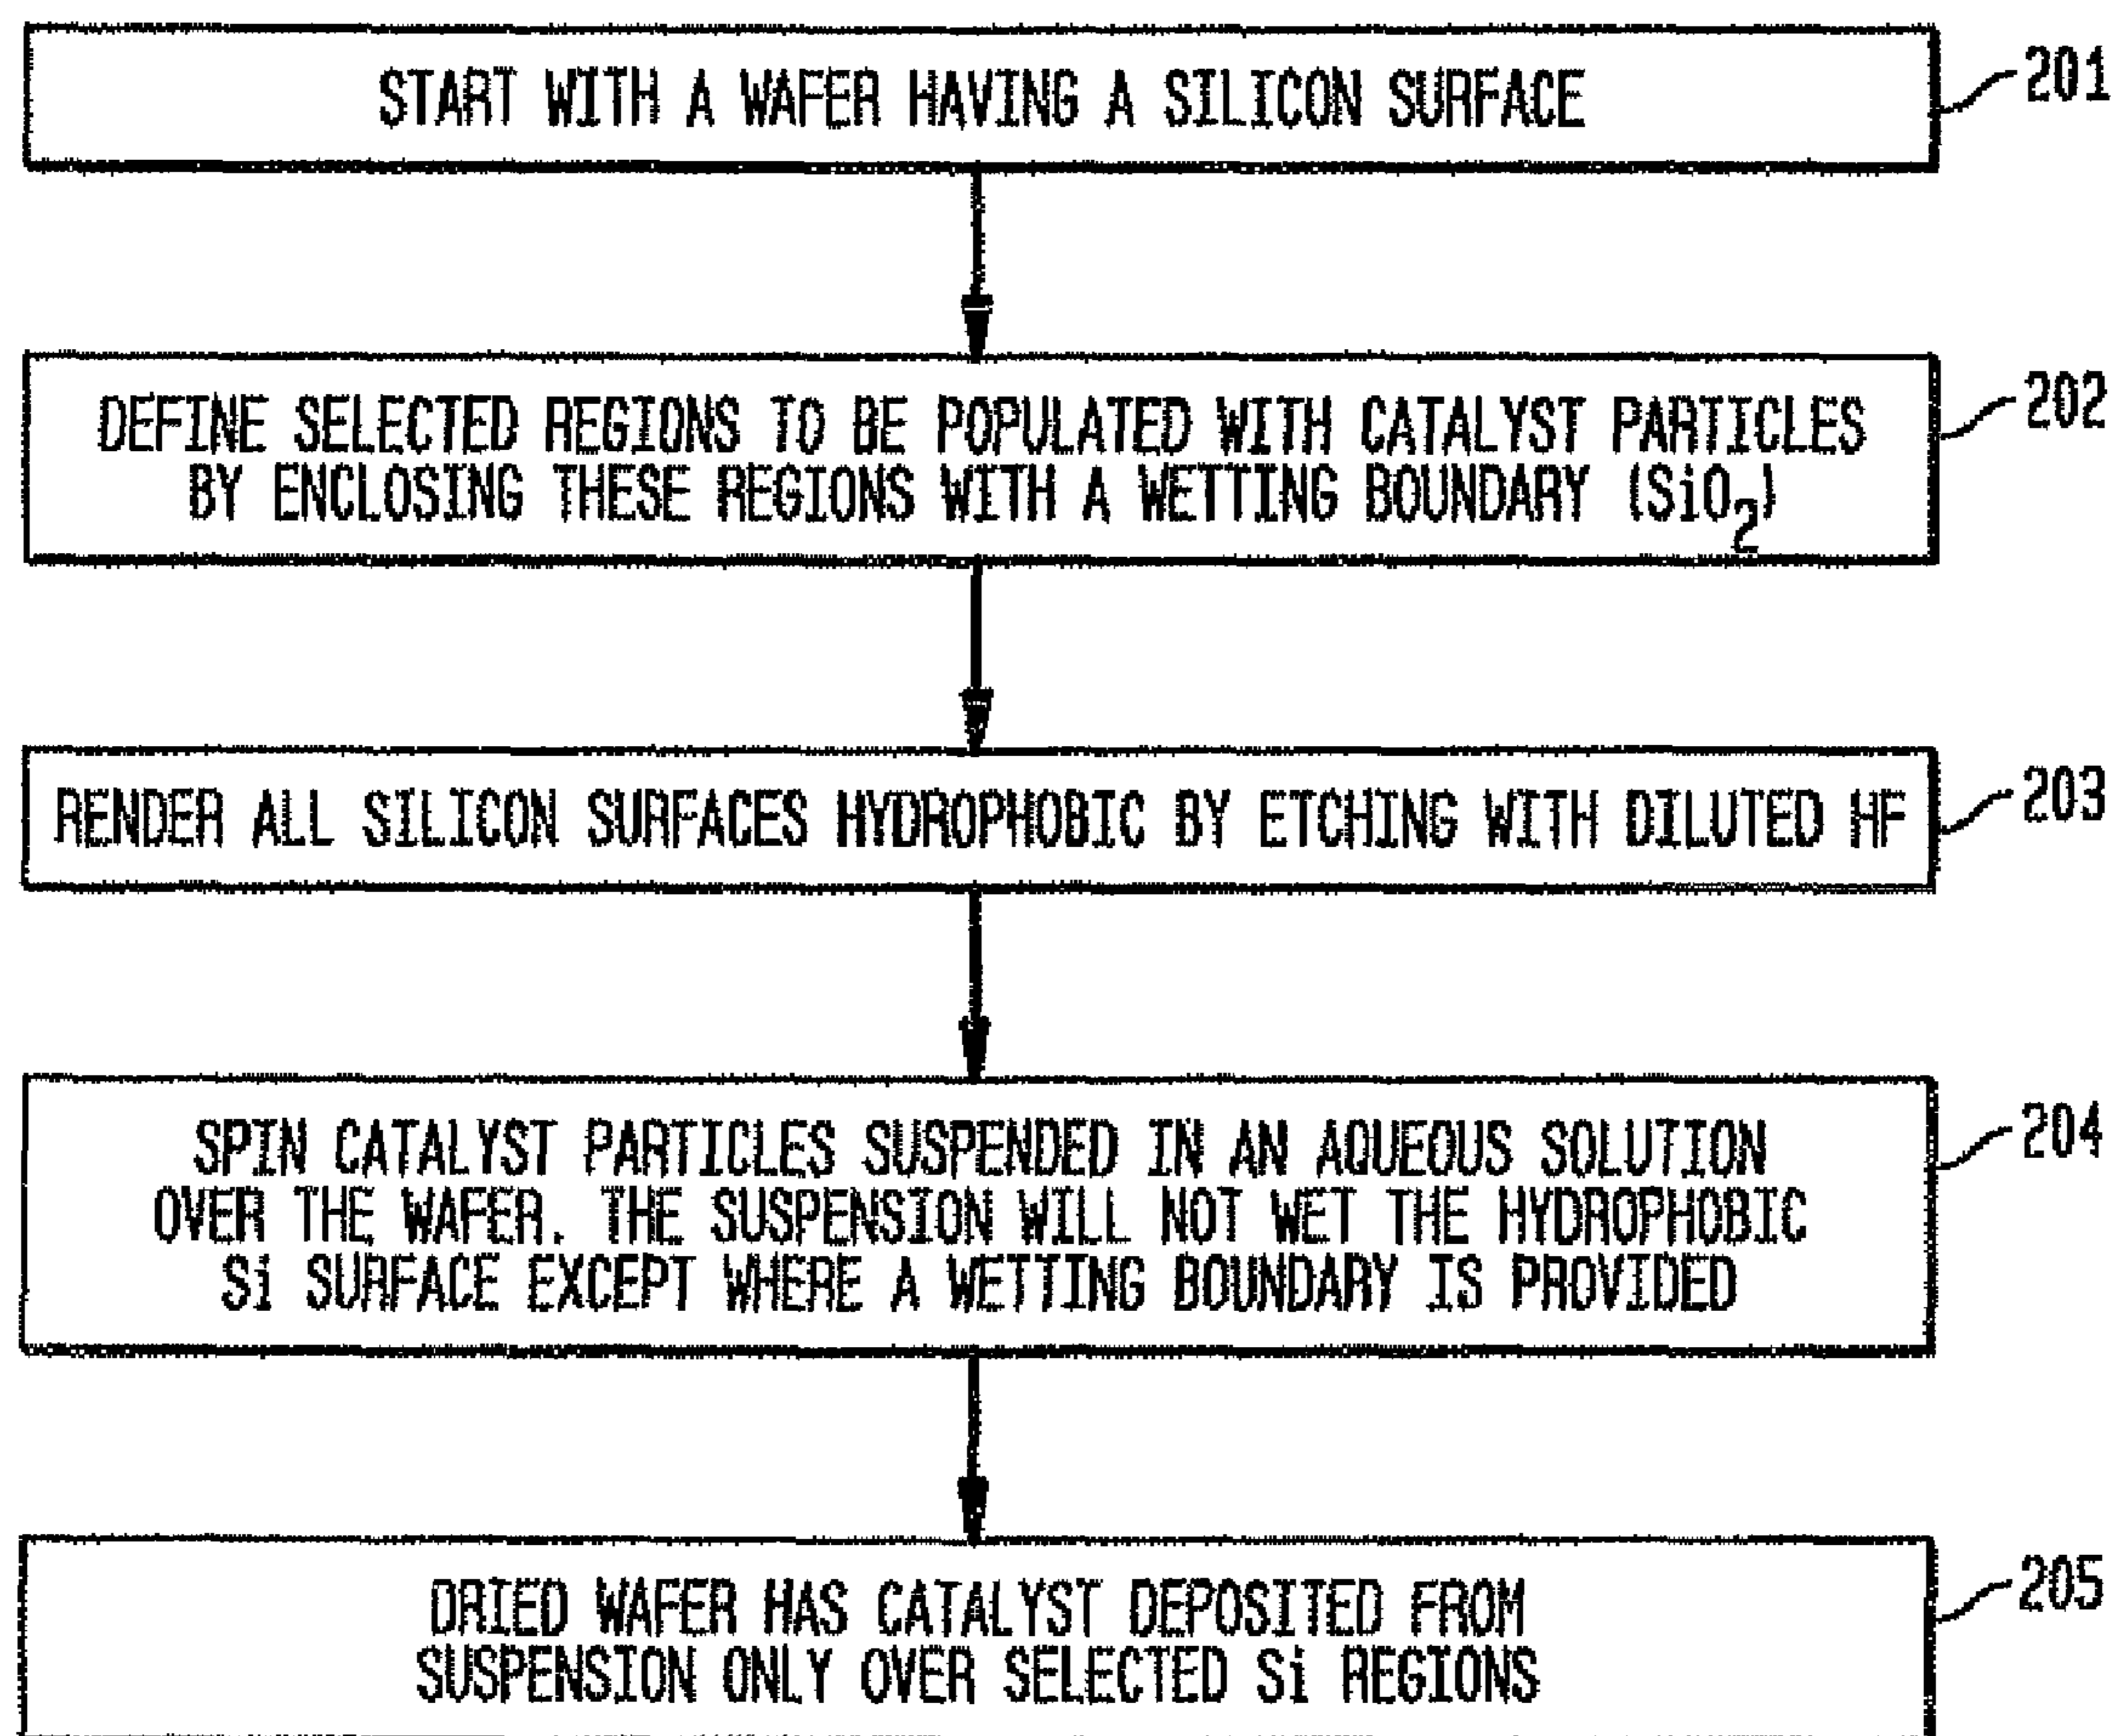 START WITH A WAFER HAVING A SILICON SURFACE
201
DEFINE SELECTED REGIONS TO BE POPULATED WITH CATALYST PARTICLES
BY ENCLOSING THESE REGIONS WITH A WETTING BOUNDARY (SiO2)
202
RENDER ALL SILICON SURFACES HYDROPHOBIC BY ETCHING WITH DILUTED HF
203
SPIN CATALYST PARTICLES SUSPENDED IN AN AQUEOUS SOLUTION
OVER THE WAFER. THE SUSPENSION WILL NOT WET THE HYDROPHOBIC
Si SURFACE EXCEPT WHERE A WETTING BOUNDARY IS PROVIDED
204
DRIED WAFER HAS CATALYST DEPOSITED FROM
SUSPENSION ONLY OVER SELECTED Si REGIONS
205